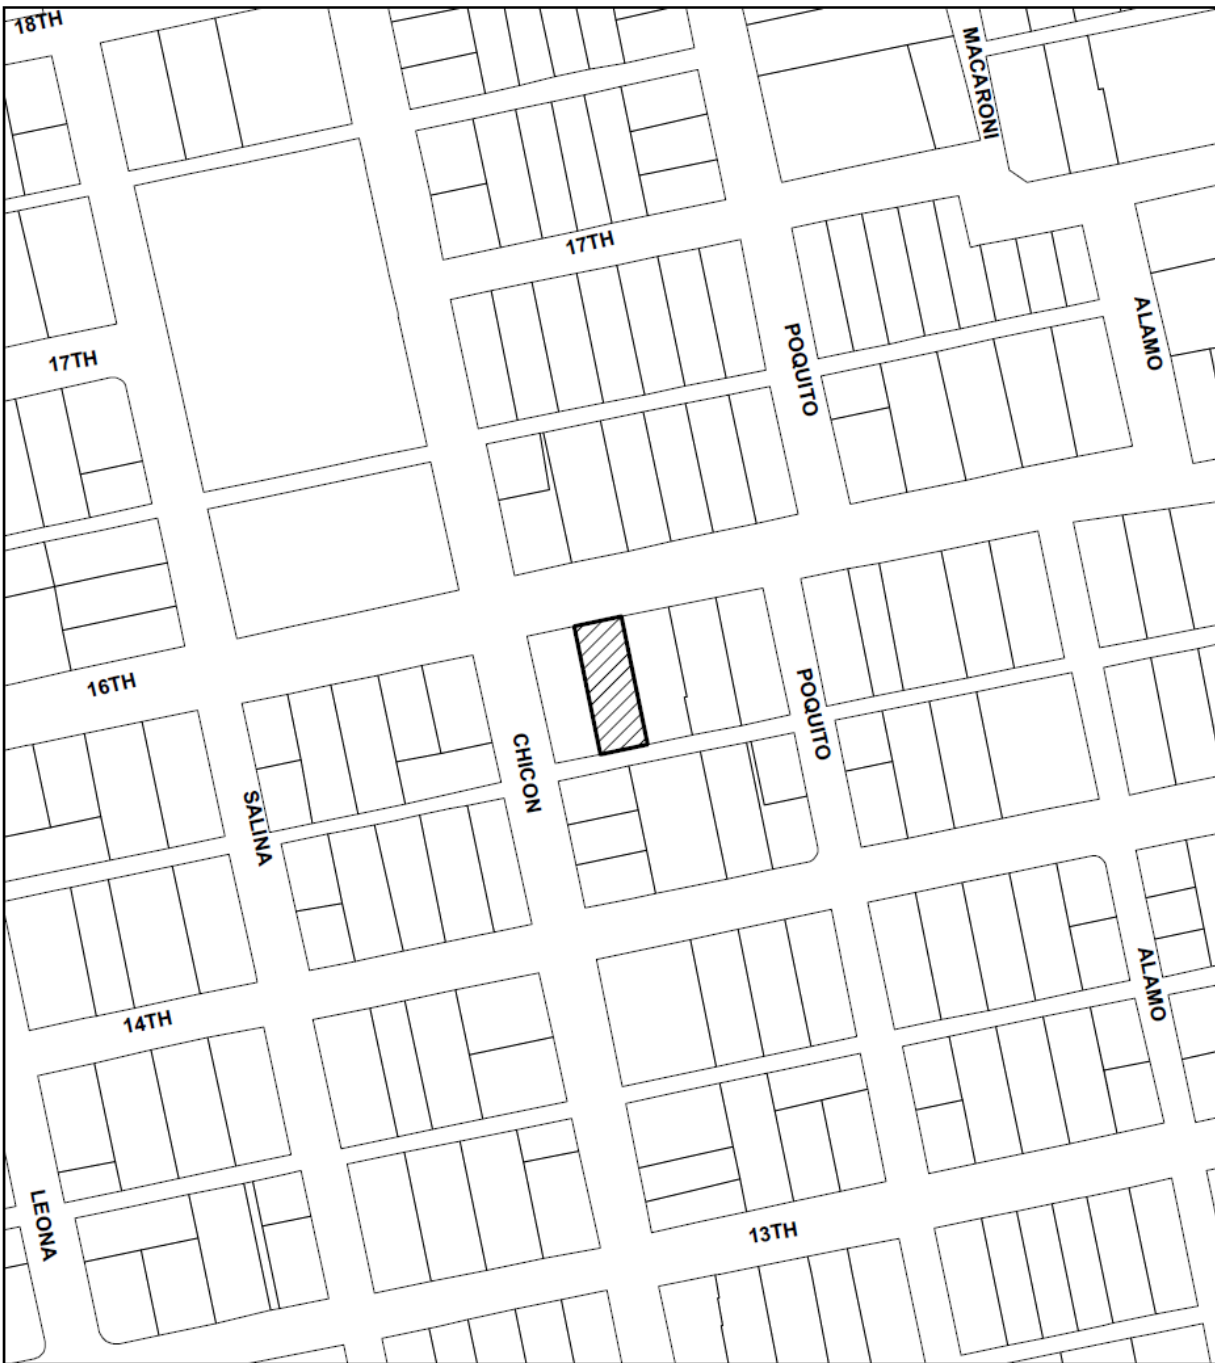 18TH
MACARONI
17TH
ALAMO
POQUITO
17TH
16TH
POQUITO
CHICON
SALINA
ALAMO
14TH
LEONA
13TH